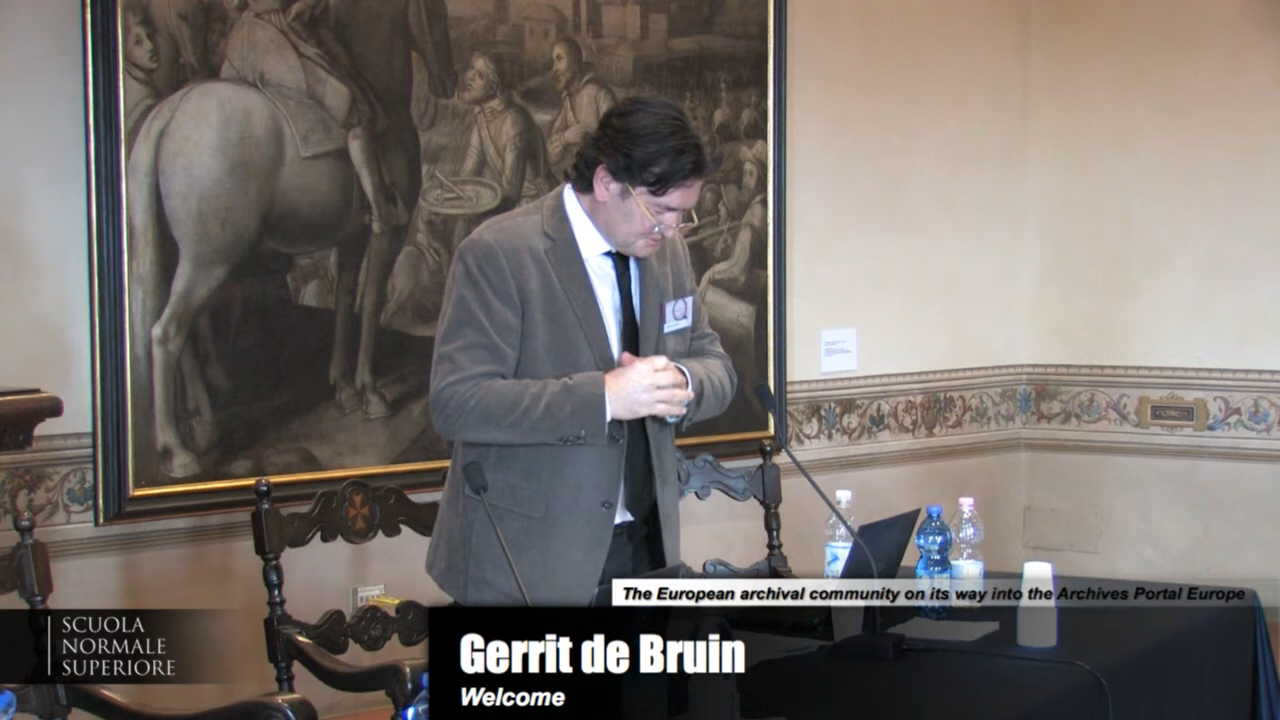 The European archival community on its way into the Archives Portal Europe
SCUOLA
NORMALE
SUPERIORE
Gerrit de Bruin
Welcome